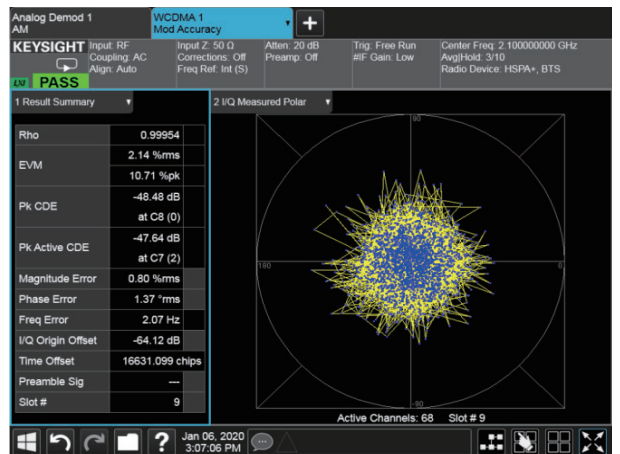 Analog Demod 1
AM
WCDMA 1
Mod Accuracy
KEYSIGHT
Input: RF
Coupling: AC
Align: Auto
Input Z: 50 Ω
Corrections: Off
Freq Ref: Int (S)
Atten: 20 dB
Preamp: Off
Trig: Free Run
#IF Gain: Low
Center Freq: 2.100000000 GHz
Avg|Hold: 3/10
Radio Device: HSPA+, BTS
LXI PASS
1 Result Summary
2 I/Q Measured Polar
Rho 0.99954
EVM 2.14 %rms
10.71 %pk
Pk CDE -48.48 dB
at C8 (0)
Pk Active CDE -47.64 dB
at C7 (2)
Magnitude Error 0.80 %rms
Phase Error 1.37 °rms
Freq Error 2.07 Hz
I/Q Origin Offset -64.12 dB
Time Offset 16631.099 chips
Preamble Sig ---
Slot # 9
90
180
0
-90
Active Channels: 68 Slot # 9
?
Jan 06, 2020
3:07:06 PM